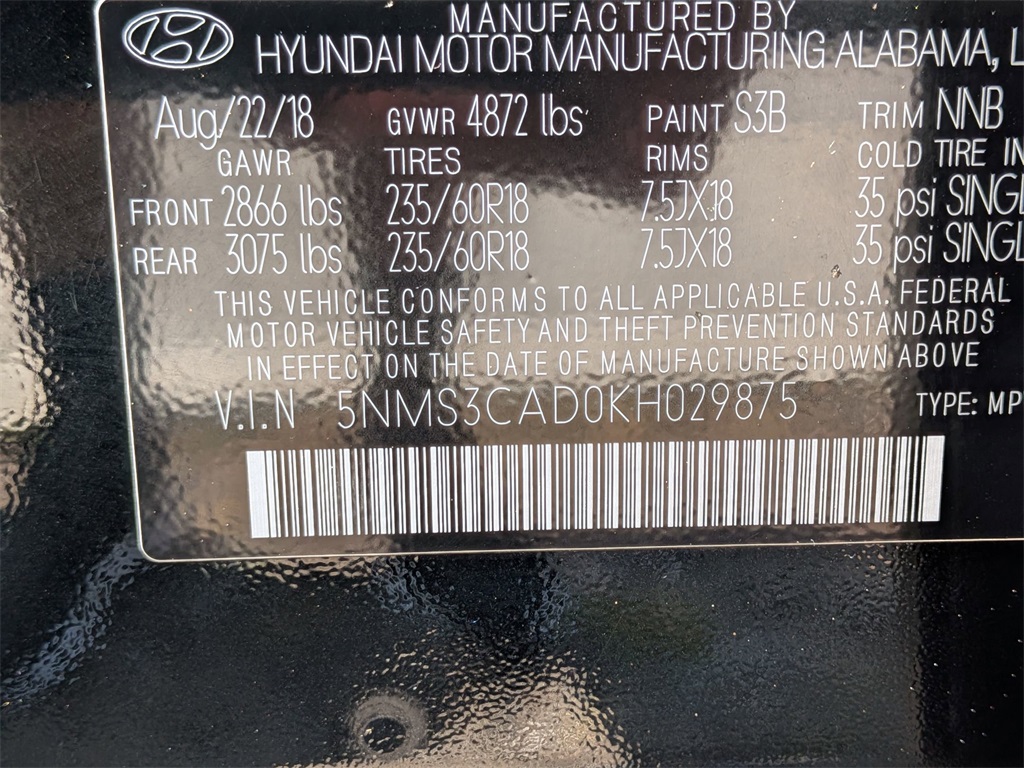 MANUFACTURED BY
HYUNDAI MOTOR MANUFACTURING ALABAMA, L
Aug/22/18 GVWR 4872 lbs PAINT S3B TRIM NNB
GAWR TIRES RIMS COLD TIRE IN
FRONT 2866 lbs 235/60R18 7.5JX18 35 psi SINGL
REAR 3075 lbs 235/60R18 7.5JX18 35 psi SINGL
THIS VEHICLE CONFORMS TO ALL APPLICABLE U.S.A. FEDERAL
MOTOR VEHICLE SAFETY AND THEFT PREVENTION STANDARDS
IN EFFECT ON THE DATE OF MANUFACTURE SHOWN ABOVE
V.I.N 5NMS3CAD0KH029875 TYPE: MP